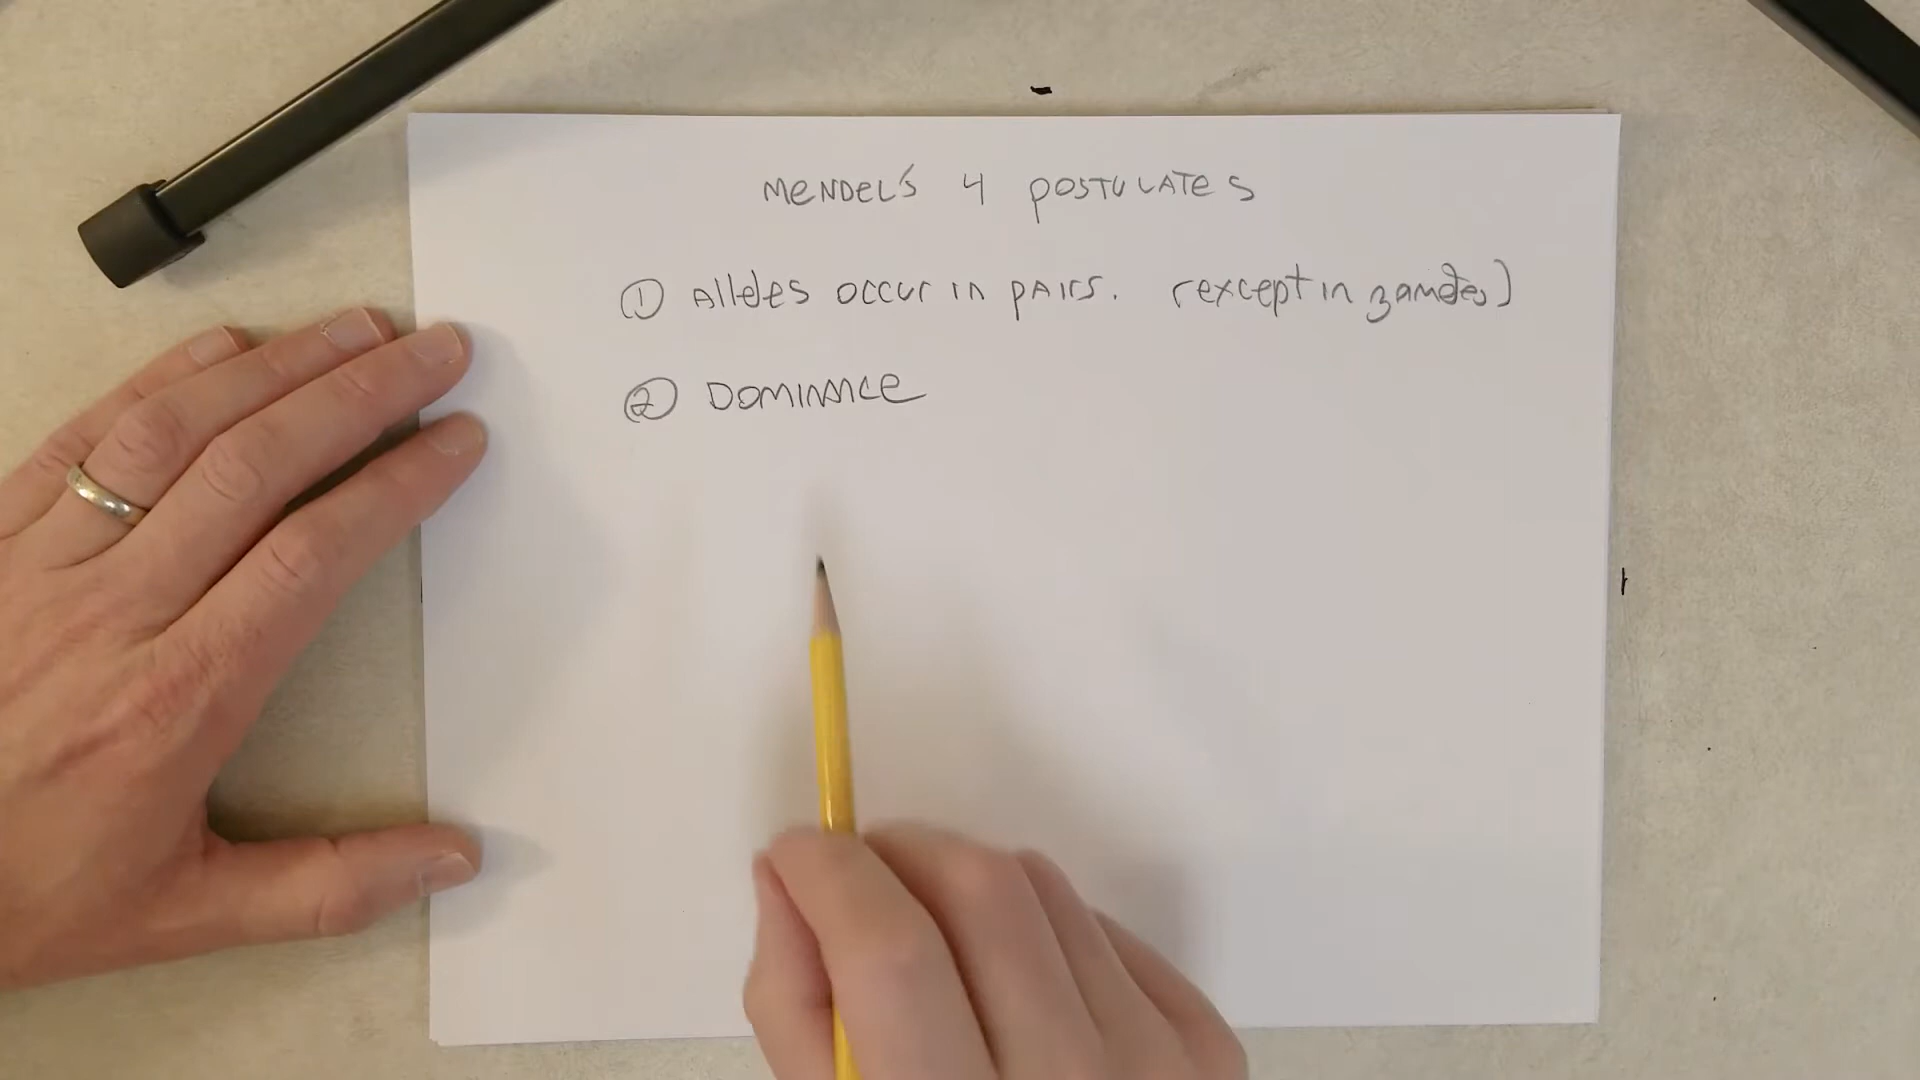 MENDEL'S 4 POSTULATES
① Alleles occur in pairs. (except in gametes)
② DOMINANCE